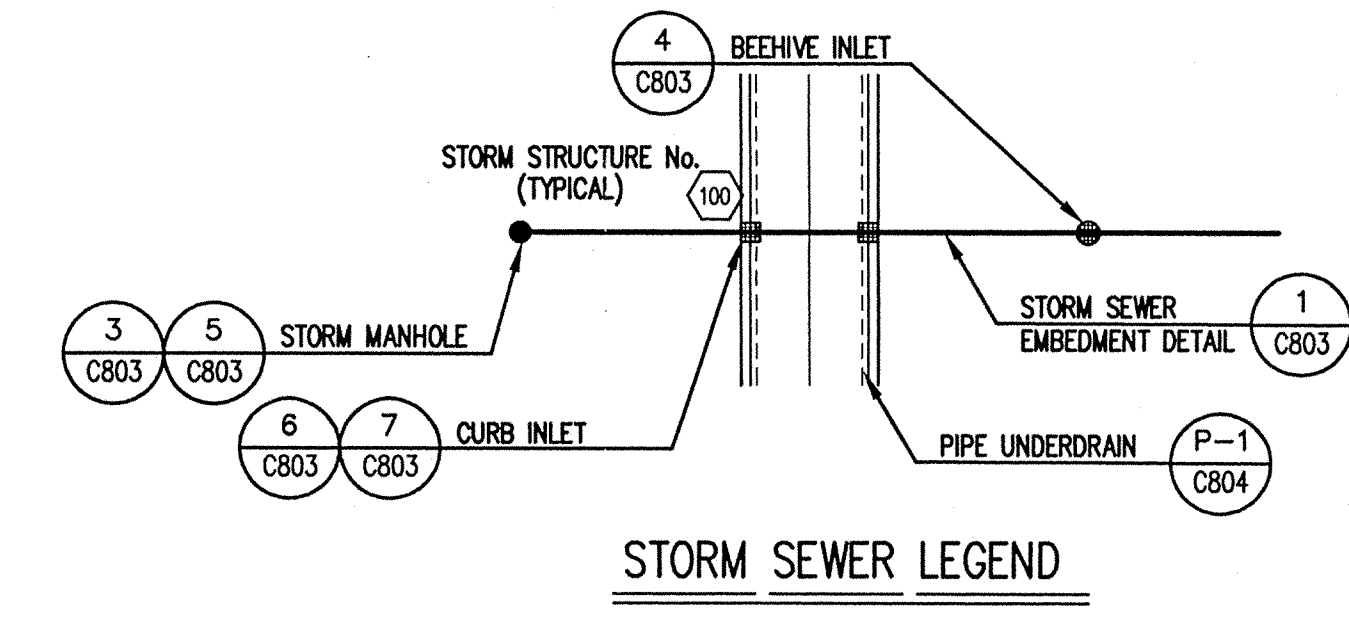 4
C803
BEEHIVE INLET
STORM STRUCTURE No.
(TYPICAL)
100
3
C803
5
C803
STORM MANHOLE
STORM SEWER
EMBEDMENT DETAIL
1
C803
6
C803
7
C803
CURB INLET
PIPE UNDERDRAIN
P-1
C804
STORM SEWER LEGEND